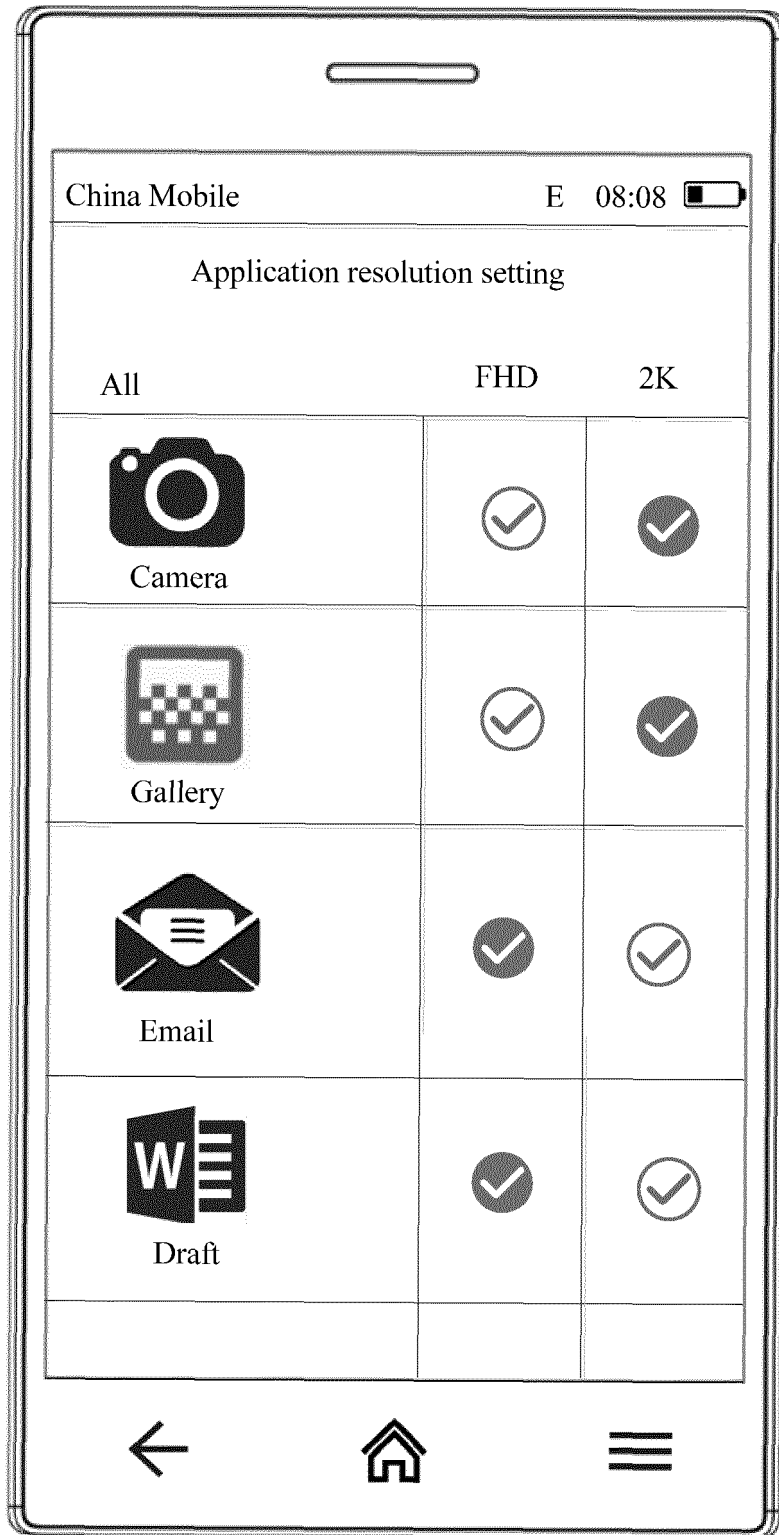 China Mobile E 08:08
Application resolution setting
All FHD 2K
Camera
Gallery
Email
W
Draft